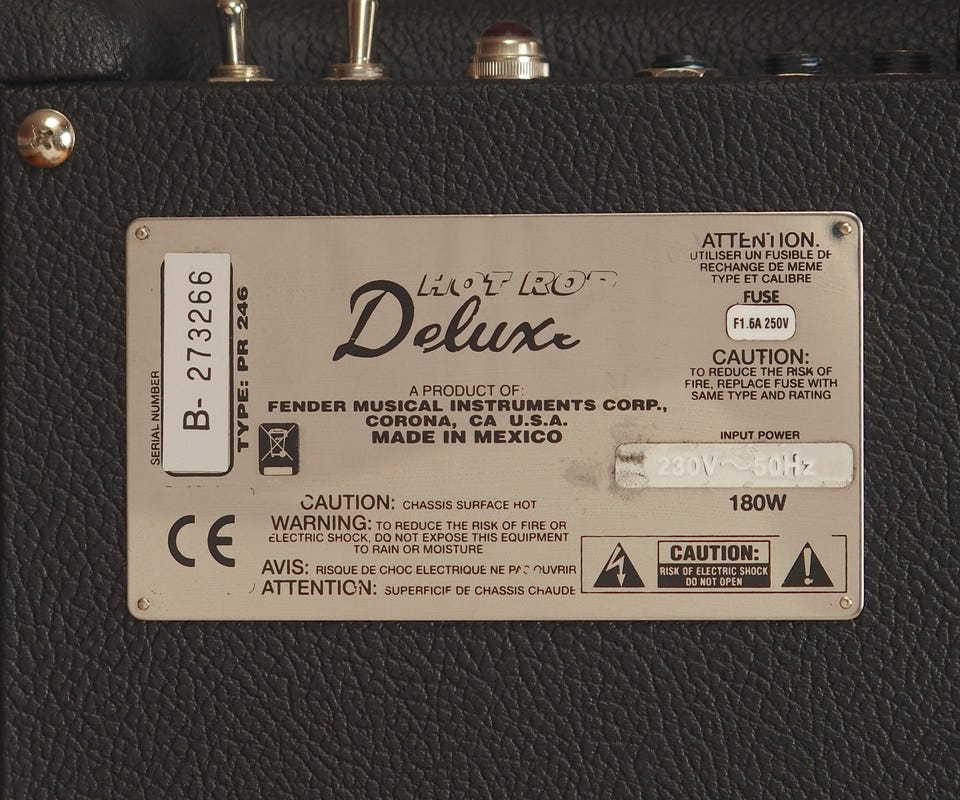 SERIAL NUMBER
B- 273266
TYPE: PR 246
HOT ROD
Deluxe
A PRODUCT OF:
FENDER MUSICAL INSTRUMENTS CORP.,
CORONA, CA U.S.A.
MADE IN MEXICO
ATTENTION.
UTILISER UN FUSIBLE DE
RECHANGE DE MEME
TYPE ET CALIBRE
FUSE
F1.6A 250V
CAUTION:
TO REDUCE THE RISK OF
FIRE, REPLACE FUSE WITH
SAME TYPE AND RATING
INPUT POWER
230V～50Hz
180W
CE
CAUTION: CHASSIS SURFACE HOT
WARNING: TO REDUCE THE RISK OF FIRE OR
ELECTRIC SHOCK, DO NOT EXPOSE THIS EQUIPMENT
TO RAIN OR MOISTURE
AVIS: RISQUE DE CHOC ELECTRIQUE NE PAS OUVRIR
ATTENTION: SUPERFICIE DE CHASSIS CHAUDE
CAUTION:
RISK OF ELECTRIC SHOCK
DO NOT OPEN